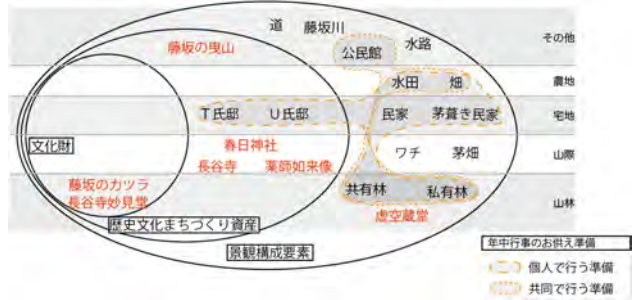 道 藤坂川
水路
その他
藤坂の曳山
公民館
水田 畑
農地
T氏邸 U氏邸 民家 茅葺き民家
宅地
文化財
春日神社
ワチ 茅畑
山際
長谷寺 薬師如来像
藤坂のカツラ
共有林 私有林
長谷寺妙見堂
山林
虚空蔵堂
歴史文化まちづくり資産
景観構成要素
年中行事のお供え準備
個人で行う準備
共同で行う準備